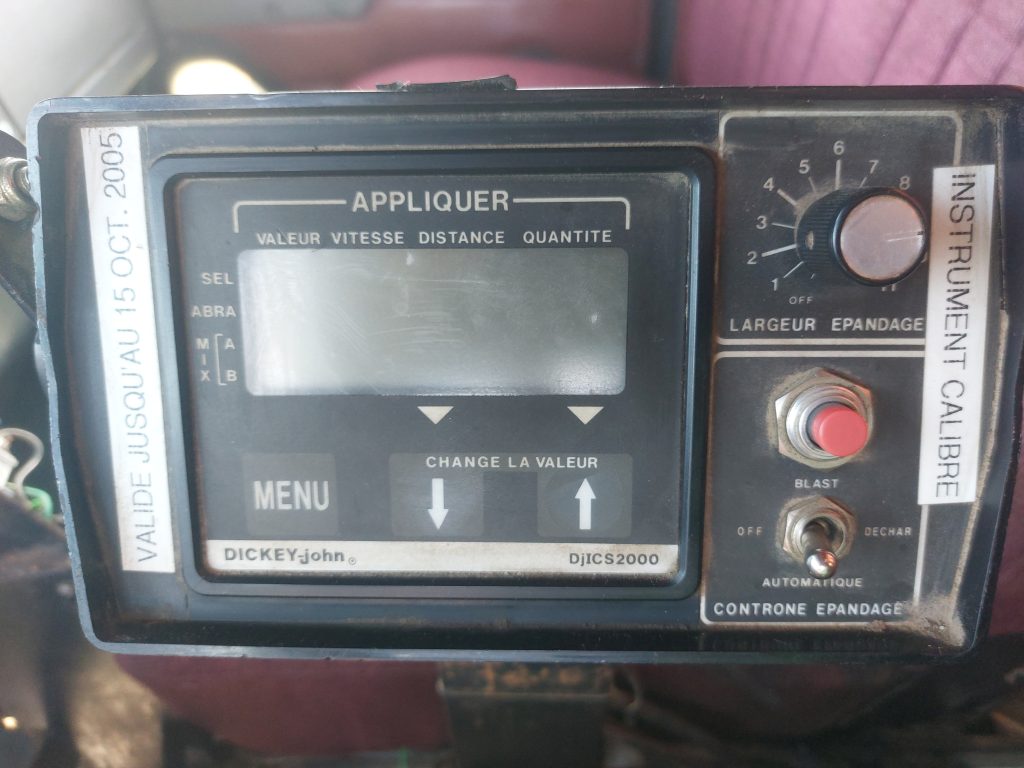 VALIDE JUSQU'AU 15 OCT. 2005
APPLIQUER
VALEUR VITESSE DISTANCE QUANTITE
SEL
ABRA
MIX
A
B
CHANGE LA VALEUR
MENU
DICKEY-john®
DjICS2000
1 2 3 4 5 6 7 8
OFF
LARGEUR EPANDAGE
BLAST
OFF
DECHAR
AUTOMATIQUE
CONTRONE EPANDAGE
INSTRUMENT CALIBRE